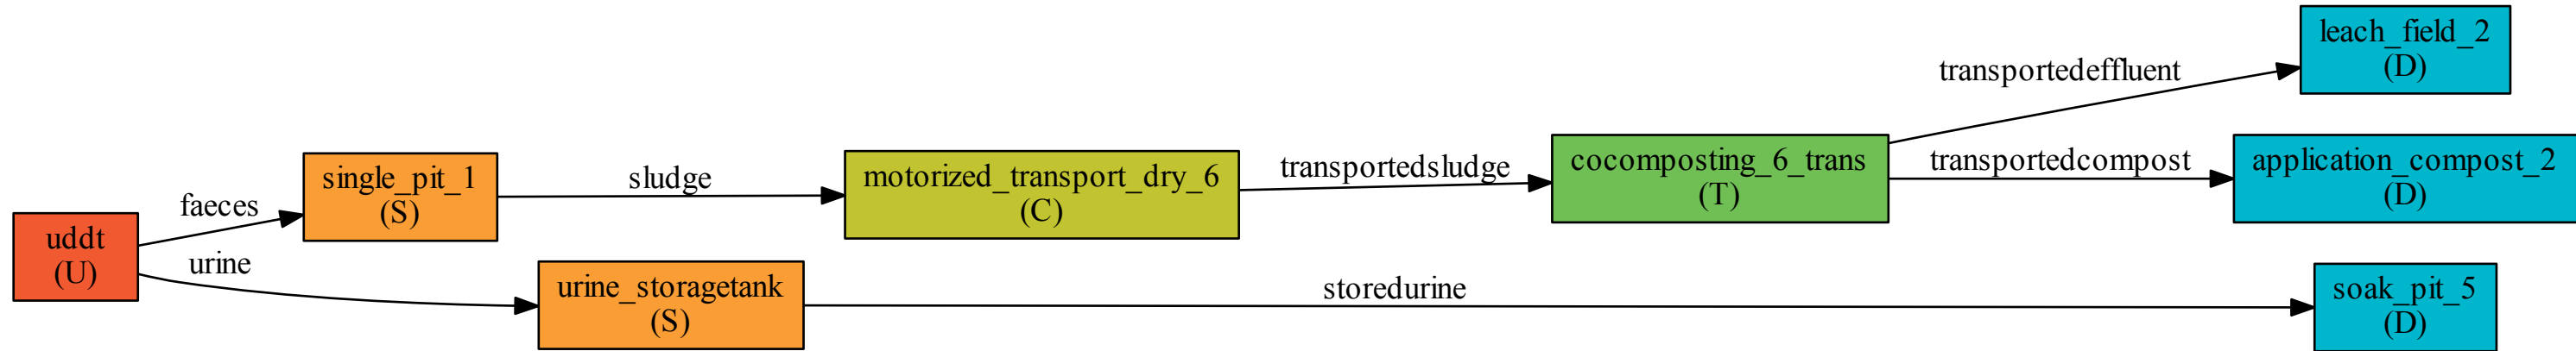 uddt
(U)
faeces
urine
single_pit_1
(S)
sludge
urine_storagetank
(S)
motorized_transport_dry_6
(C)
transportedsludge
storedurine
cocomposting_6_trans
(T)
transportedeffluent
transportedcompost
leach_field_2
(D)
application_compost_2
(D)
soak_pit_5
(D)